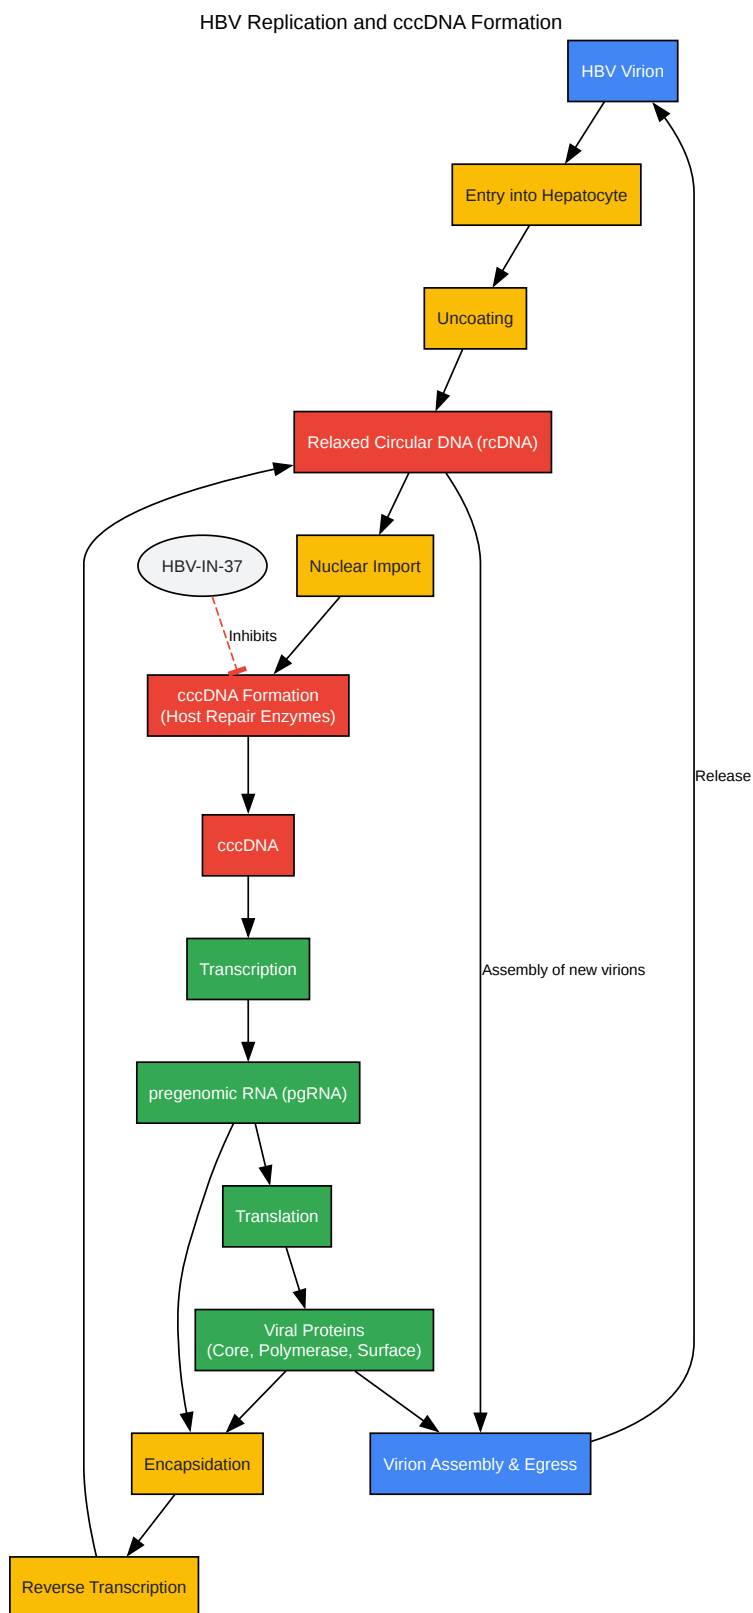 HBV Replication and cccDNA Formation
HBV Virion
Entry into Hepatocyte
Uncoating
Relaxed Circular DNA (rcDNA)
HBV-IN-37
Nuclear Import
Inhibits
cccDNA Formation
(Host Repair Enzymes)
Release
cccDNA
Transcription
Assembly of new virions
pregenomic RNA (pgRNA)
Translation
Viral Proteins
(Core, Polymerase, Surface)
Encapsidation
Virion Assembly & Egress
Reverse Transcription